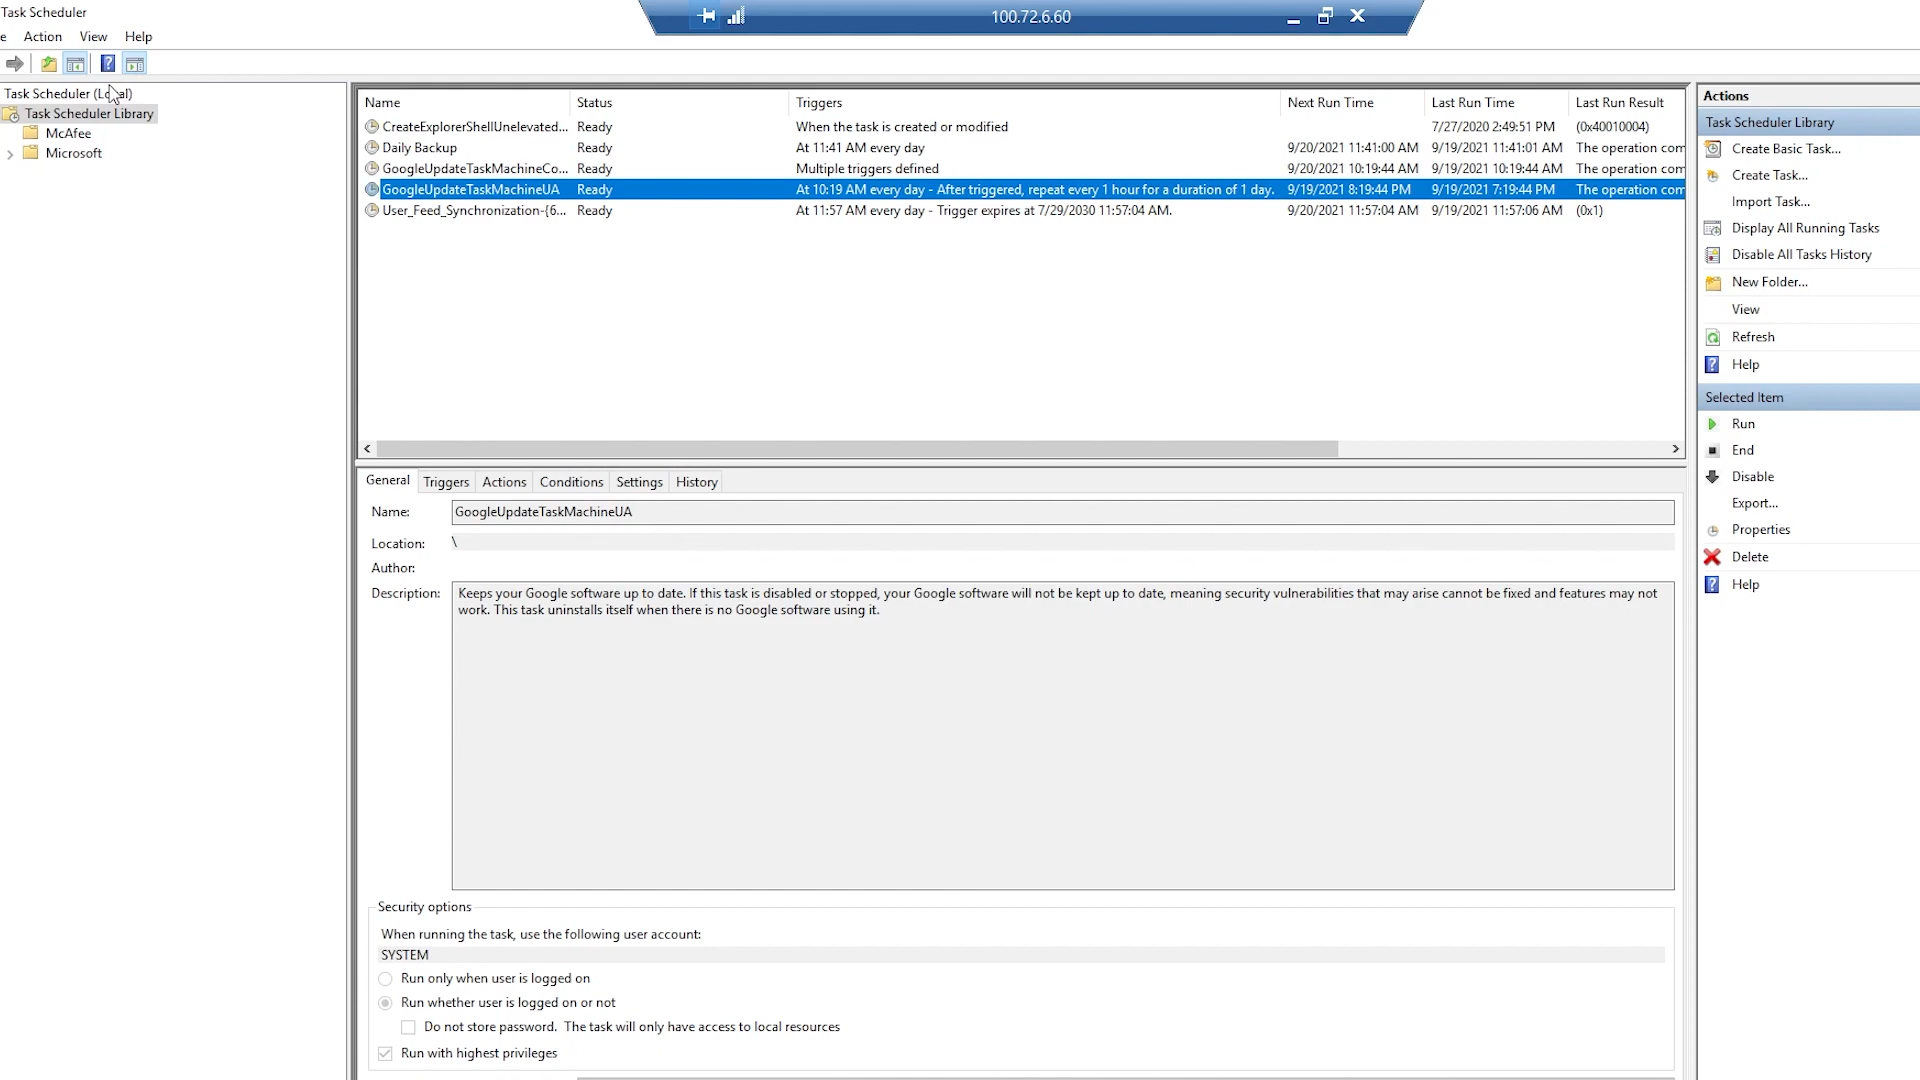 Task Scheduler
100.72.6.60
e Action View Help
Task Scheduler (Local)
Task Scheduler Library
McAfee
Microsoft
Name Status Triggers Next Run Time Last Run Time Last Run Result
CreateExplorerShellUnelevated... Ready When the task is created or modified 7/27/2020 2:49:51 PM (0x40010004)
Daily Backup Ready At 11:41 AM every day 9/20/2021 11:41:00 AM 9/19/2021 11:41:01 AM The operation com
GoogleUpdateTaskMachineCo... Ready Multiple triggers defined 9/20/2021 10:19:44 AM 9/19/2021 10:19:44 AM The operation com
GoogleUpdateTaskMachineUA Ready At 10:19 AM every day - After triggered, repeat every 1 hour for a duration of 1 day. 9/19/2021 8:19:44 PM 9/19/2021 7:19:44 PM The operation com
User_Feed_Synchronization-{6... Ready At 11:57 AM every day - Trigger expires at 7/29/2030 11:57:04 AM. 9/20/2021 11:57:04 AM 9/19/2021 11:57:06 AM (0x1)
General Triggers Actions Conditions Settings History
Name: GoogleUpdateTaskMachineUA
Location: \
Author:
Description: Keeps your Google software up to date. If this task is disabled or stopped, your Google software will not be kept up to date, meaning security vulnerabilities that may arise cannot be fixed and features may not
work. This task uninstalls itself when there is no Google software using it.
Security options
When running the task, use the following user account:
SYSTEM
Run only when user is logged on
Run whether user is logged on or not
Do not store password. The task will only have access to local resources
Run with highest privileges
Actions
Task Scheduler Library
Create Basic Task...
Create Task...
Import Task...
Display All Running Tasks
Disable All Tasks History
New Folder...
View
Refresh
Help
Selected Item
Run
End
Disable
Export...
Properties
Delete
Help